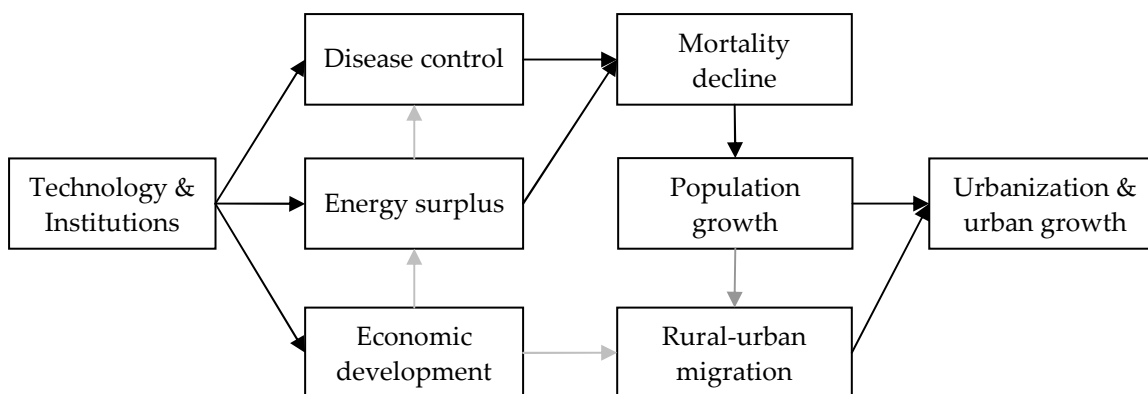 Disease control
Mortality
decline
Technology &
Institutions
Energy surplus
Population
growth
Urbanization &
urban growth
Economic
development
Rural-urban
migration